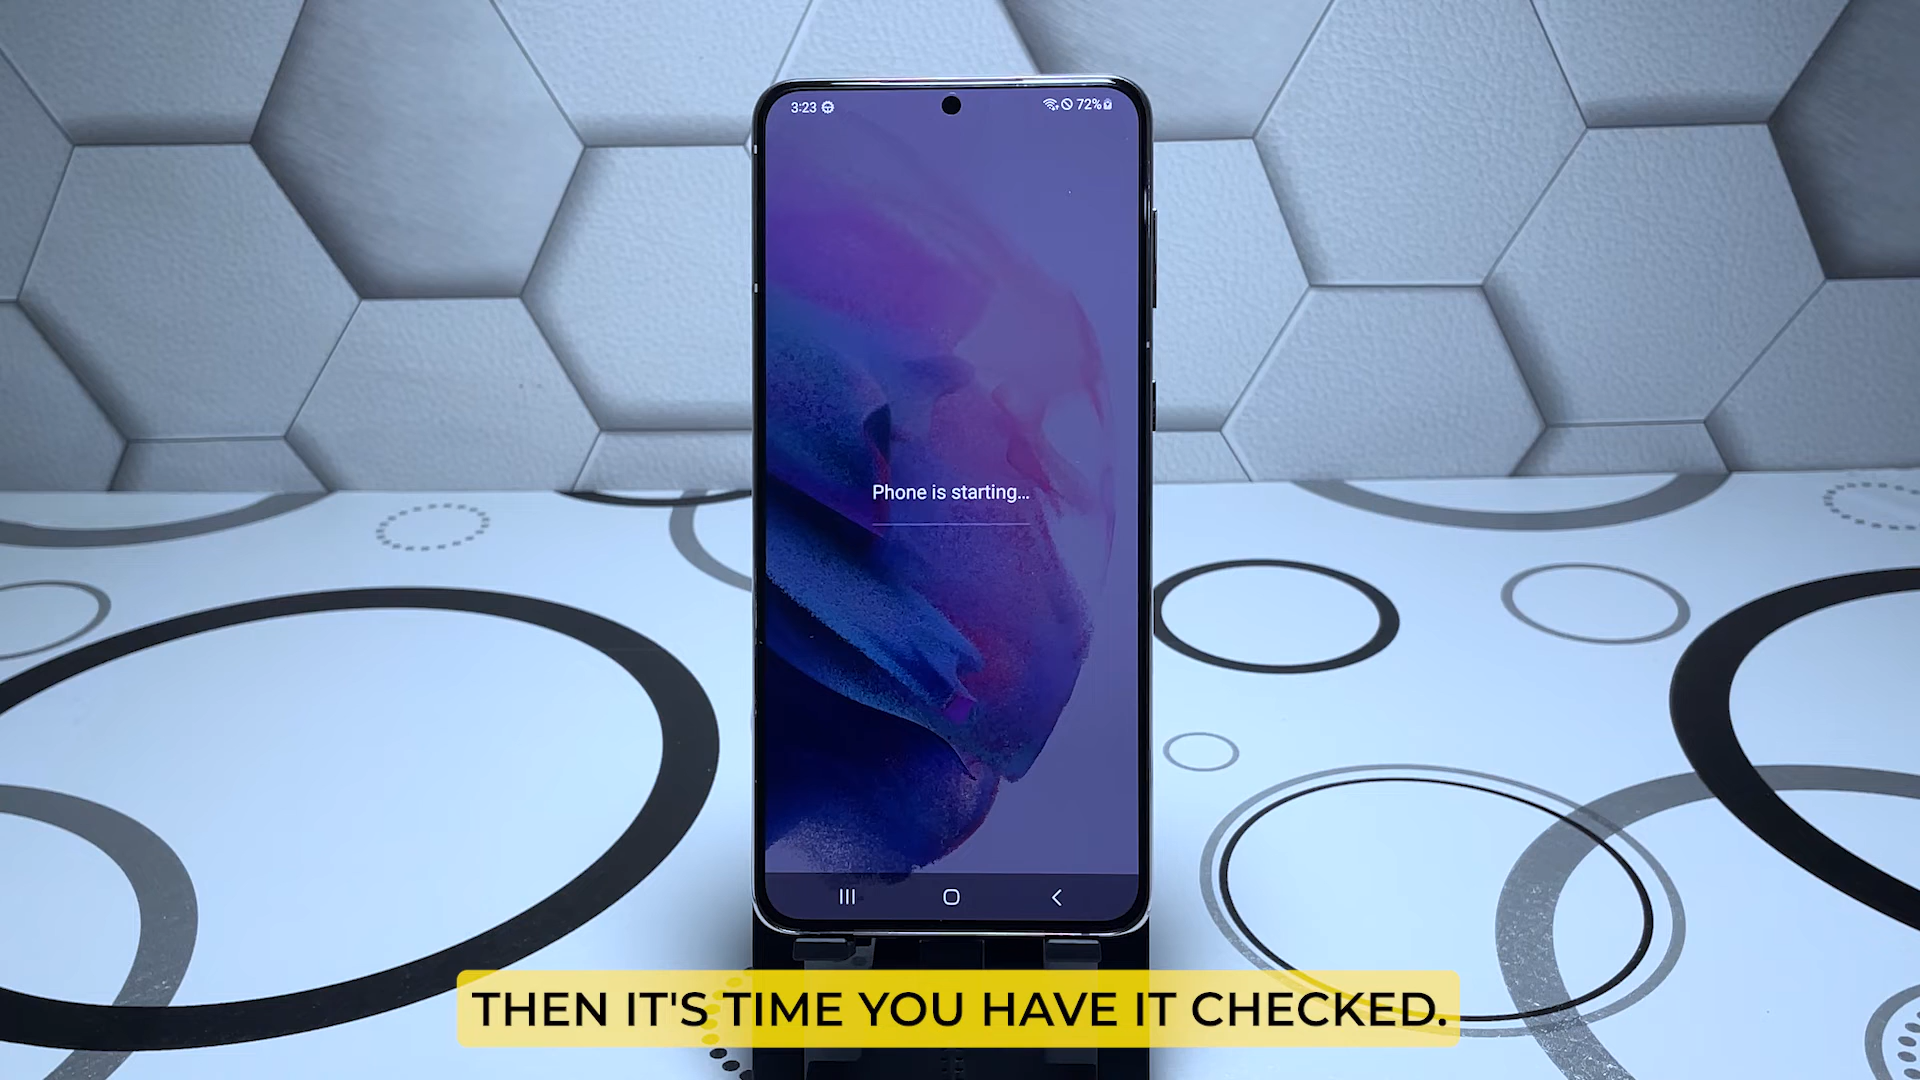 3:23
72%
Phone is starting...
THEN IT'S TIME YOU HAVE IT CHECKED.